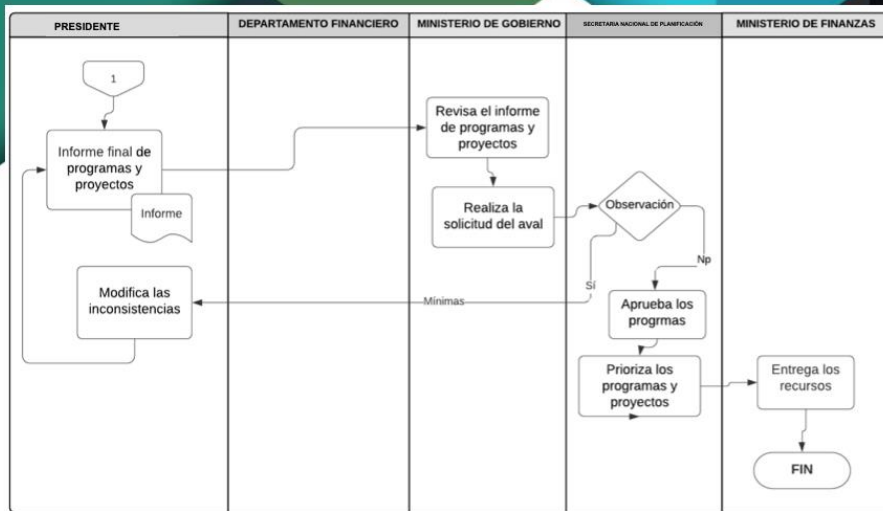 PRESIDENTE
DEPARTAMENTO FINANCIERO
MINISTERIO DE GOBIERNO
SECRETARIA NACIONAL DE PLANIFICACIÓN
MINISTERIO DE FINANZAS
1
Informe final de
programas y
proyectos
Informe
Revisa el informe
de programas y
proyectos
Realiza la
solicitud del aval
Observación
Np
Sí
Mínimas
Modifica las
inconsistencias
Aprueba los
progrmas
Prioriza los
programas y
proyectos
Entrega los
recursos
FIN